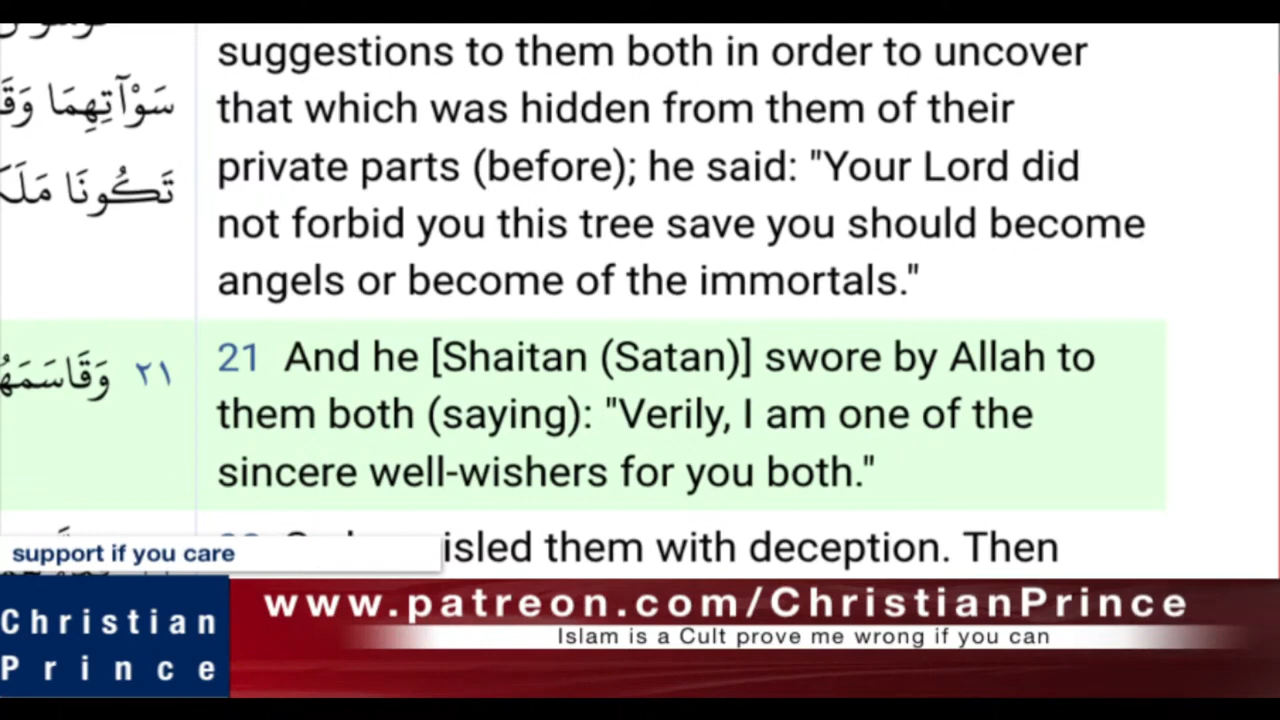 suggestions to them both in order to uncover
سَوْآتِهِمَا
that which was hidden from them of their
private parts (before); he said: "Your Lord did
تَكُونَا
not forbid you this tree save you should become
angels or become of the immortals."
٢١
21 And he [Shaitan (Satan)] swore by Allah to
them both (saying): "Verily, I am one of the
sincere well-wishers for you both."
isled them with deception. Then
support if you care
Christian
Prince
www.patreon.com/ChristianPrince
Islam is a Cult prove me wrong if you can